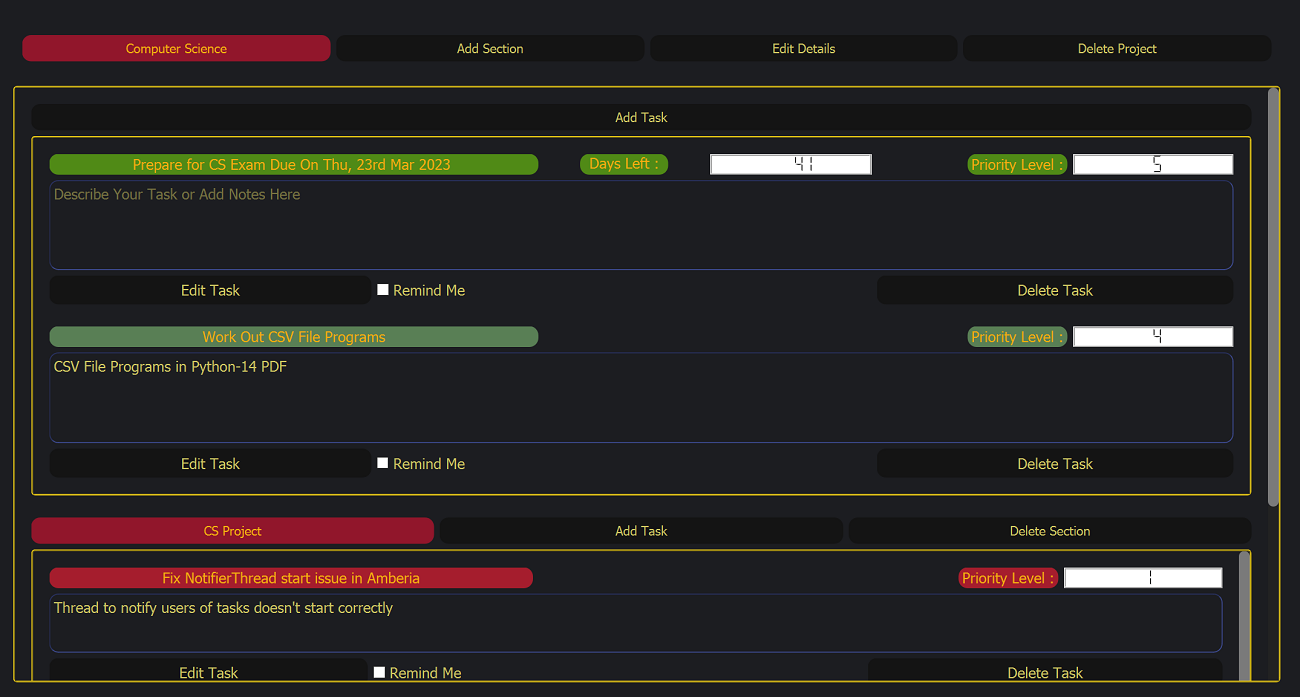 Computer Science Add Section Edit Details Delete Project
Add Task
Prepare for CS Exam Due On Thu, 23rd Mar 2023 Days Left : 41 Priority Level : 5
Describe Your Task or Add Notes Here
Edit Task Remind Me Delete Task
Work Out CSV File Programs Priority Level : 4
CSV File Programs in Python-14 PDF
Edit Task Remind Me Delete Task
CS Project Add Task Delete Section
Fix NotifierThread start issue in Amberia Priority Level : 1
Thread to notify users of tasks doesn't start correctly
Edit Task Remind Me Delete Task